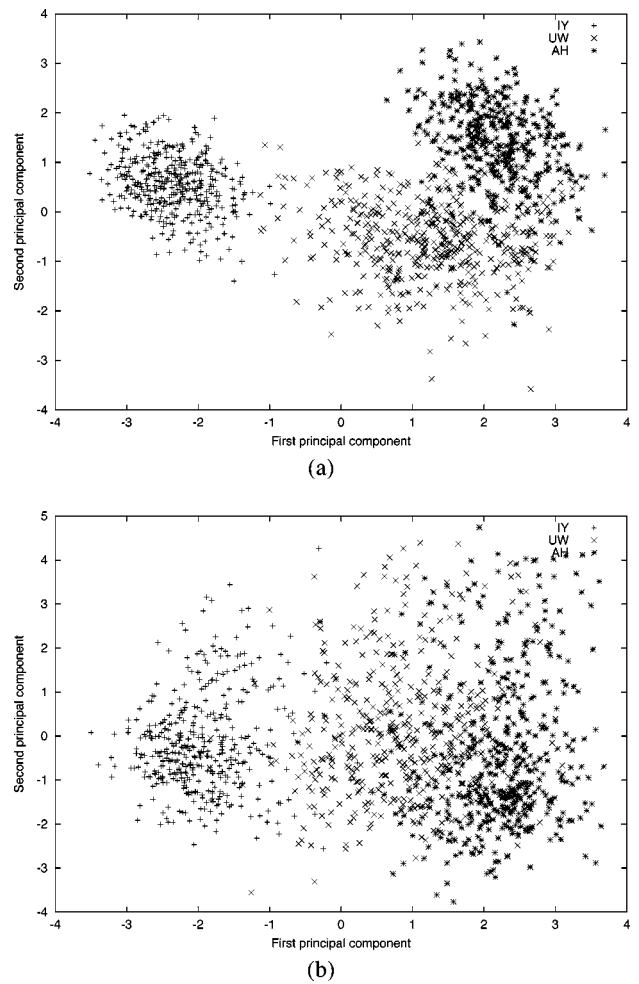 4
3
2
1
0
-1
-2
-3
-4
-4 -3 -2 -1 0 1 2 3 4
Second principal component
First principal component
IY +
UW ×
AH ✳
(a)
5
4
3
2
1
0
-1
-2
-3
-4
-4 -3 -2 -1 0 1 2 3 4
Second principal component
First principal component
IY +
UW ×
AH ✳
(b)